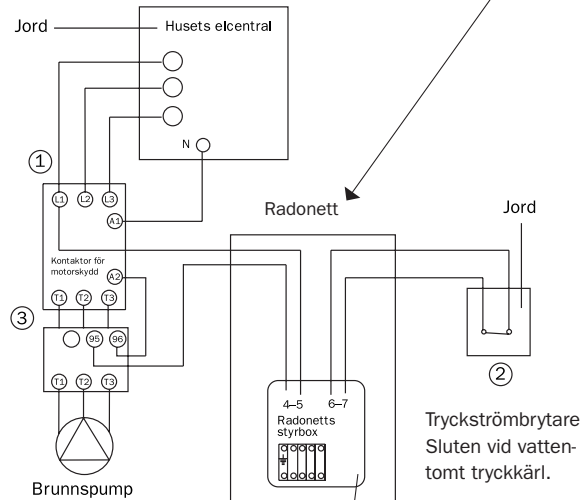 Jord
Husets elcentral
N
1
L1 L2 L3
A1
Kontaktor för
motorskydd
A2
T1 T2 T3
3
95 96
T1 T2 T3
Brunnspump
Radonett
4–5 6–7
Radonetts
styrbox
Jord
2
Tryckströmbrytare
Sluten vid vatten-
tomt tryckkärl.